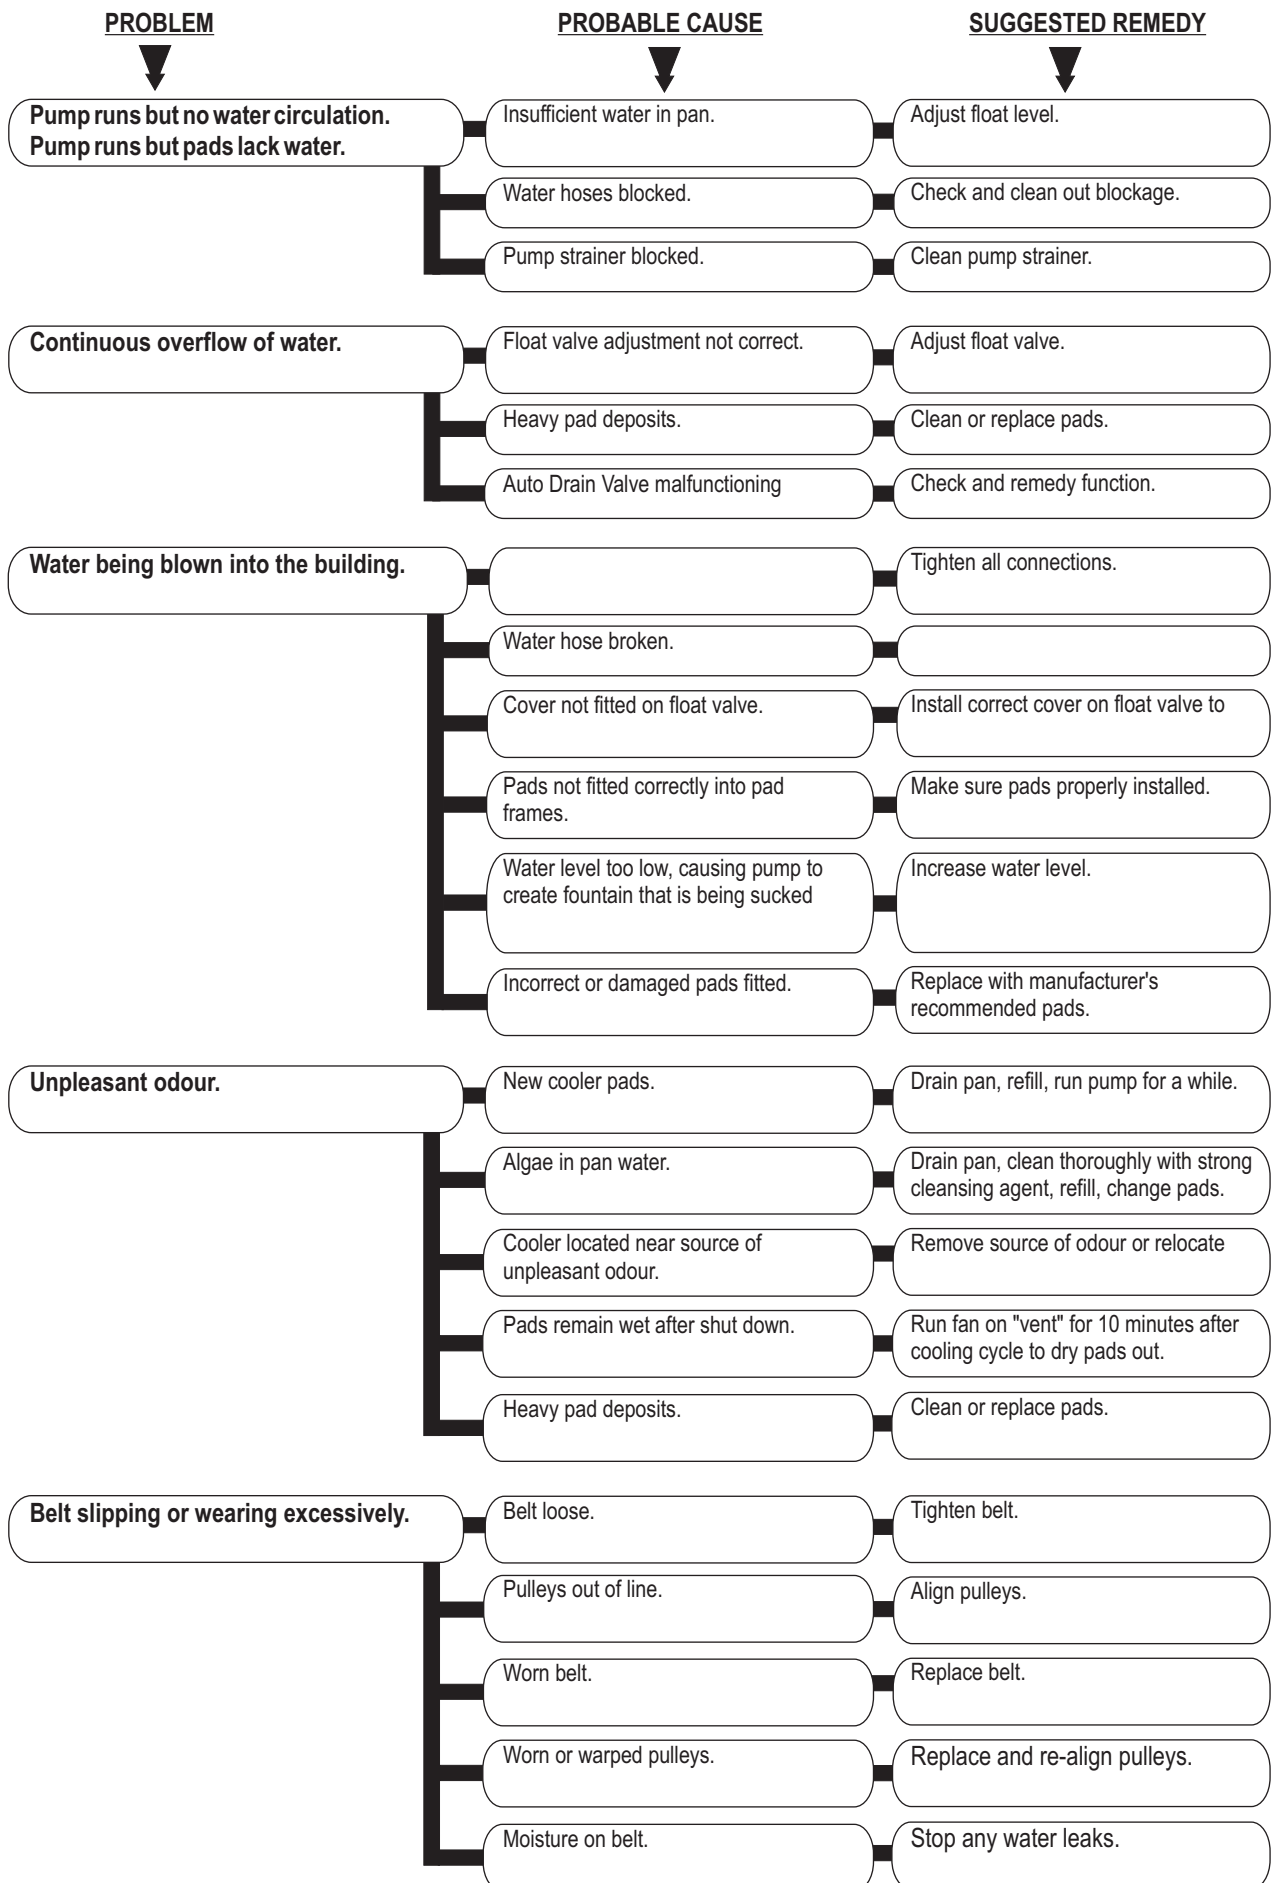 PROBLEM
PROBABLE CAUSE
SUGGESTED REMEDY
Pump runs but no water circulation.
Pump runs but pads lack water.
Insufficient water in pan.
Adjust float level.
Water hoses blocked.
Check and clean out blockage.
Pump strainer blocked.
Clean pump strainer.
Continuous overflow of water.
Float valve adjustment not correct.
Adjust float valve.
Heavy pad deposits.
Clean or replace pads.
Auto Drain Valve malfunctioning
Check and remedy function.
Water being blown into the building.
Tighten all connections.
Water hose broken.
Cover not fitted on float valve.
Install correct cover on float valve to
Pads not fitted correctly into pad
frames.
Make sure pads properly installed.
Water level too low, causing pump to
create fountain that is being sucked
Increase water level.
Incorrect or damaged pads fitted.
Replace with manufacturer's
recommended pads.
Unpleasant odour.
New cooler pads.
Drain pan, refill, run pump for a while.
Algae in pan water.
Drain pan, clean thoroughly with strong
cleansing agent, refill, change pads.
Cooler located near source of
unpleasant odour.
Remove source of odour or relocate
Pads remain wet after shut down.
Run fan on "vent" for 10 minutes after
cooling cycle to dry pads out.
Heavy pad deposits.
Clean or replace pads.
Belt slipping or wearing excessively.
Belt loose.
Tighten belt.
Pulleys out of line.
Align pulleys.
Worn belt.
Replace belt.
Worn or warped pulleys.
Replace and re-align pulleys.
Moisture on belt.
Stop any water leaks.